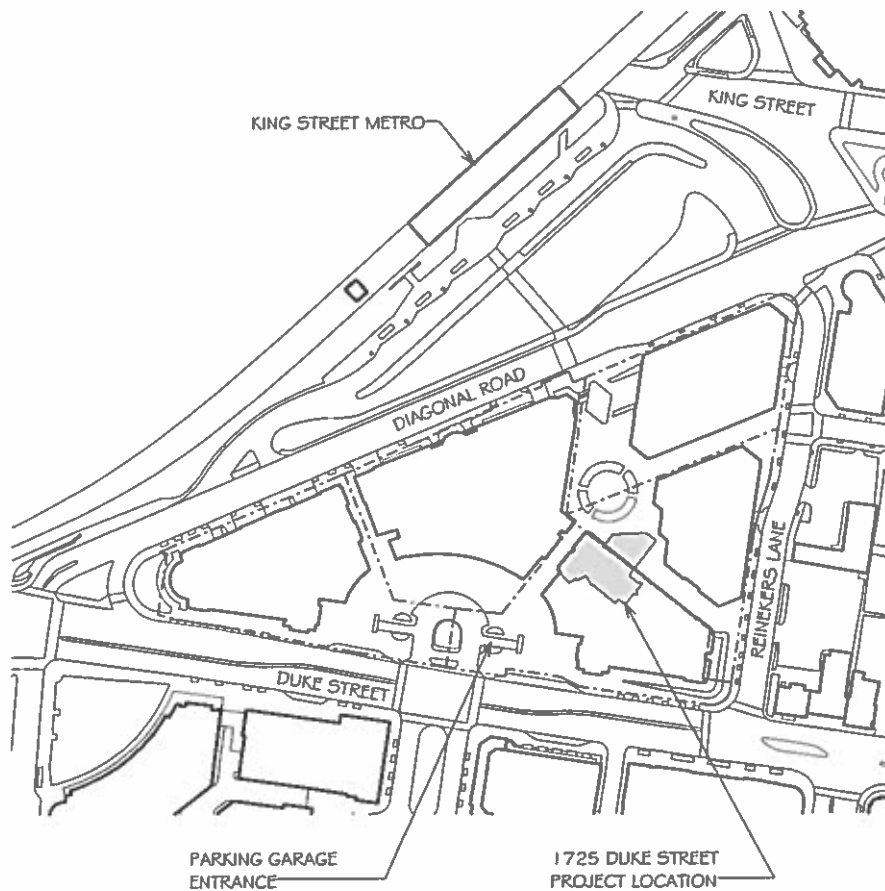 KING STREET METRO
KING STREET
DIAGONAL ROAD
REINEKERS LANE
DUKE STREET
PARKING GARAGE
ENTRANCE
1725 DUKE STREET
PROJECT LOCATION